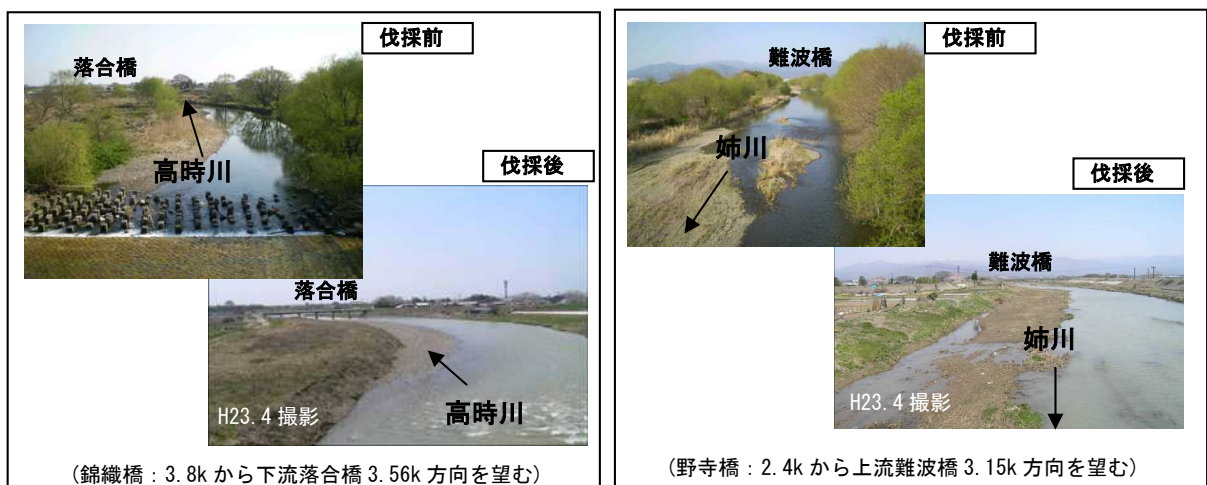 伐採前
落合橋
高時川
伐採後
落合橋
高時川
H23.4 撮影
(錦織橋：3.8k から下流落合橋 3.56k 方向を望む)
伐採前
難波橋
姉川
伐採後
難波橋
姉川
H23.4 撮影
(野寺橋：2.4k から上流難波橋 3.15k 方向を望む)